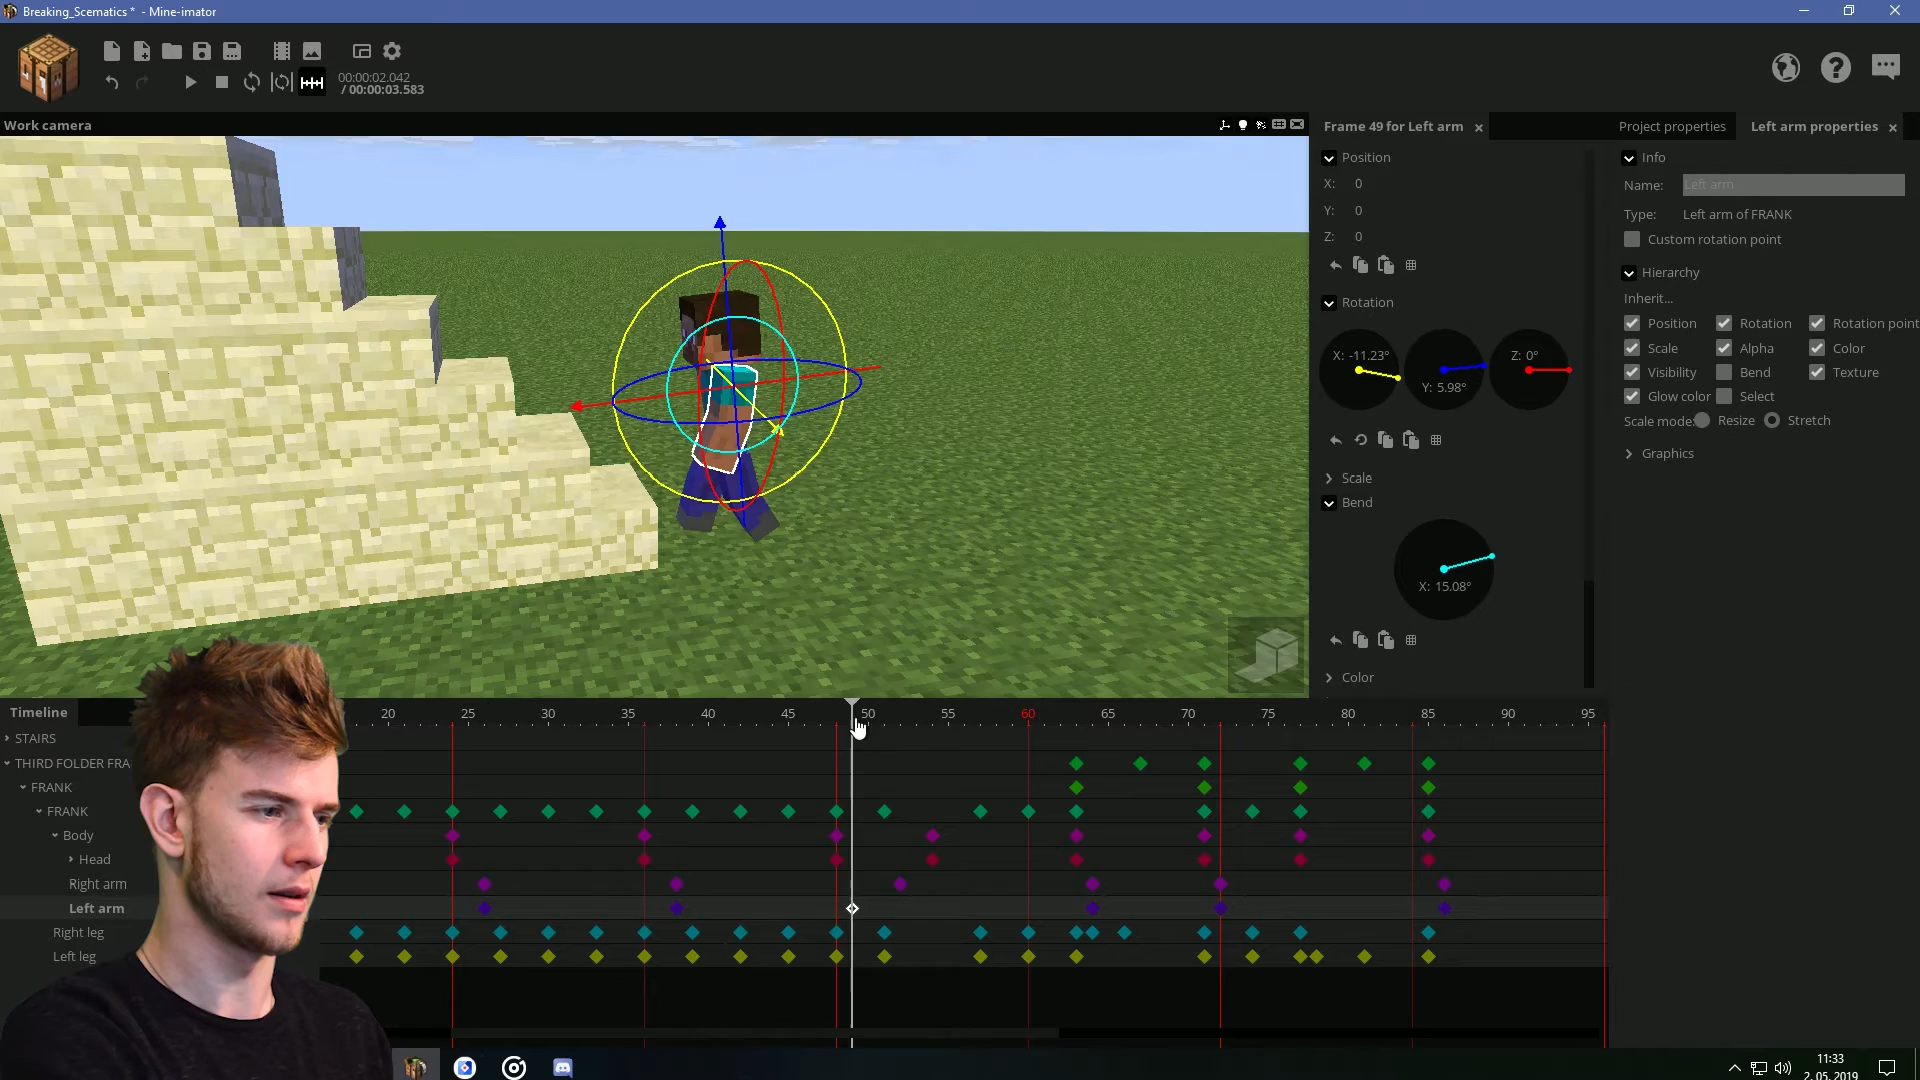 Breaking_Scematics * - Mine-imator
00:00:02.042
/ 00:00:03.583
Work camera
Frame 49 for Left arm
Position
X: 0
Y: 0
Z: 0
Rotation
X: -11.23°
Y: 5.98°
Z: 0°
Scale
Bend
X: 15.08°
Color
Project properties
Left arm properties
Info
Name: Left arm
Type: Left arm of FRANK
Custom rotation point
Hierarchy
Inherit...
Position Rotation Rotation point
Scale Alpha Color
Visibility Bend Texture
Glow color Select
Scale mode: Resize Stretch
Graphics
Timeline
20 25 30 35 40 45 50 55 60 65 70 75 80 85 90 95
STAIRS
THIRD FOLDER FRA
FRANK
FRANK
Body
Head
Right arm
Left arm
Right leg
Left leg
11:33
2. 05. 2019